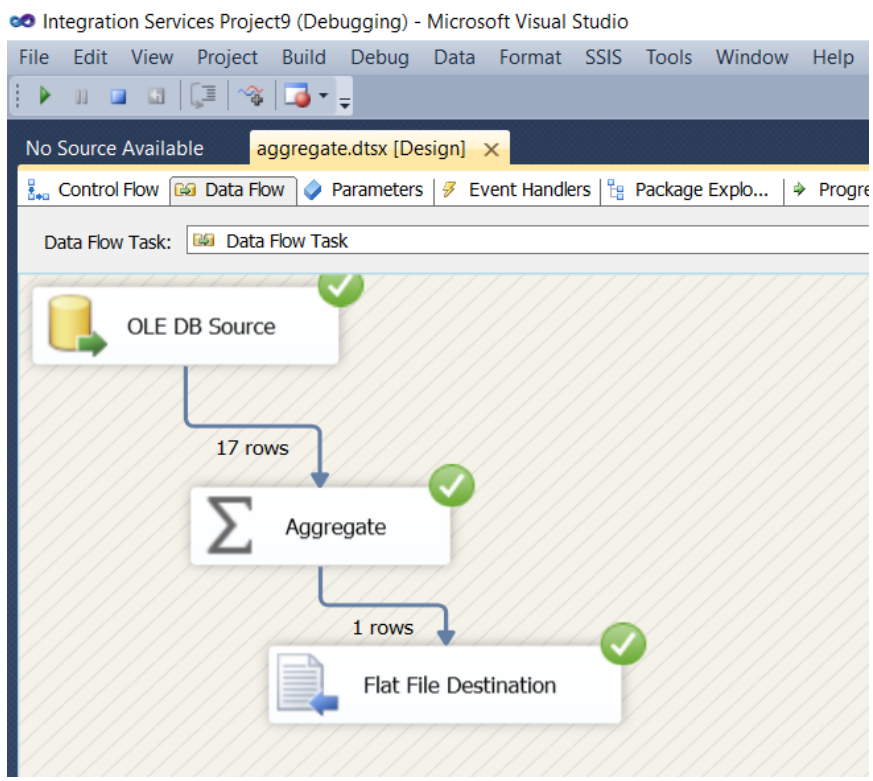 Integration Services Project9 (Debugging) - Microsoft Visual Studio
File Edit View Project Build Debug Data Format SSIS Tools Window Help
No Source Available aggregate.dtsx [Design]
Control Flow Data Flow Parameters Event Handlers Package Explo... Progre
Data Flow Task: Data Flow Task
OLE DB Source
17 rows
Aggregate
1 rows
Flat File Destination